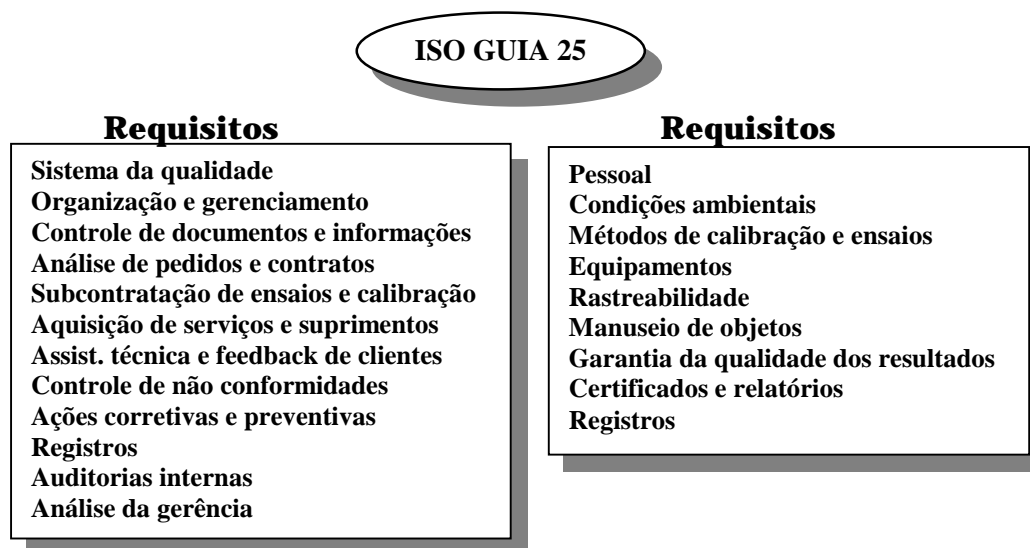 ISO GUIA 25
Requisitos
Sistema da qualidade
Organização e gerenciamento
Controle de documentos e informações
Análise de pedidos e contratos
Subcontratação de ensaios e calibração
Aquisição de serviços e suprimentos
Assist. técnica e feedback de clientes
Controle de não conformidades
Ações corretivas e preventivas
Registros
Auditorias internas
Análise da gerência
Requisitos
Pessoal
Condições ambientais
Métodos de calibração e ensaios
Equipamentos
Rastreabilidade
Manuseio de objetos
Garantia da qualidade dos resultados
Certificados e relatórios
Registros